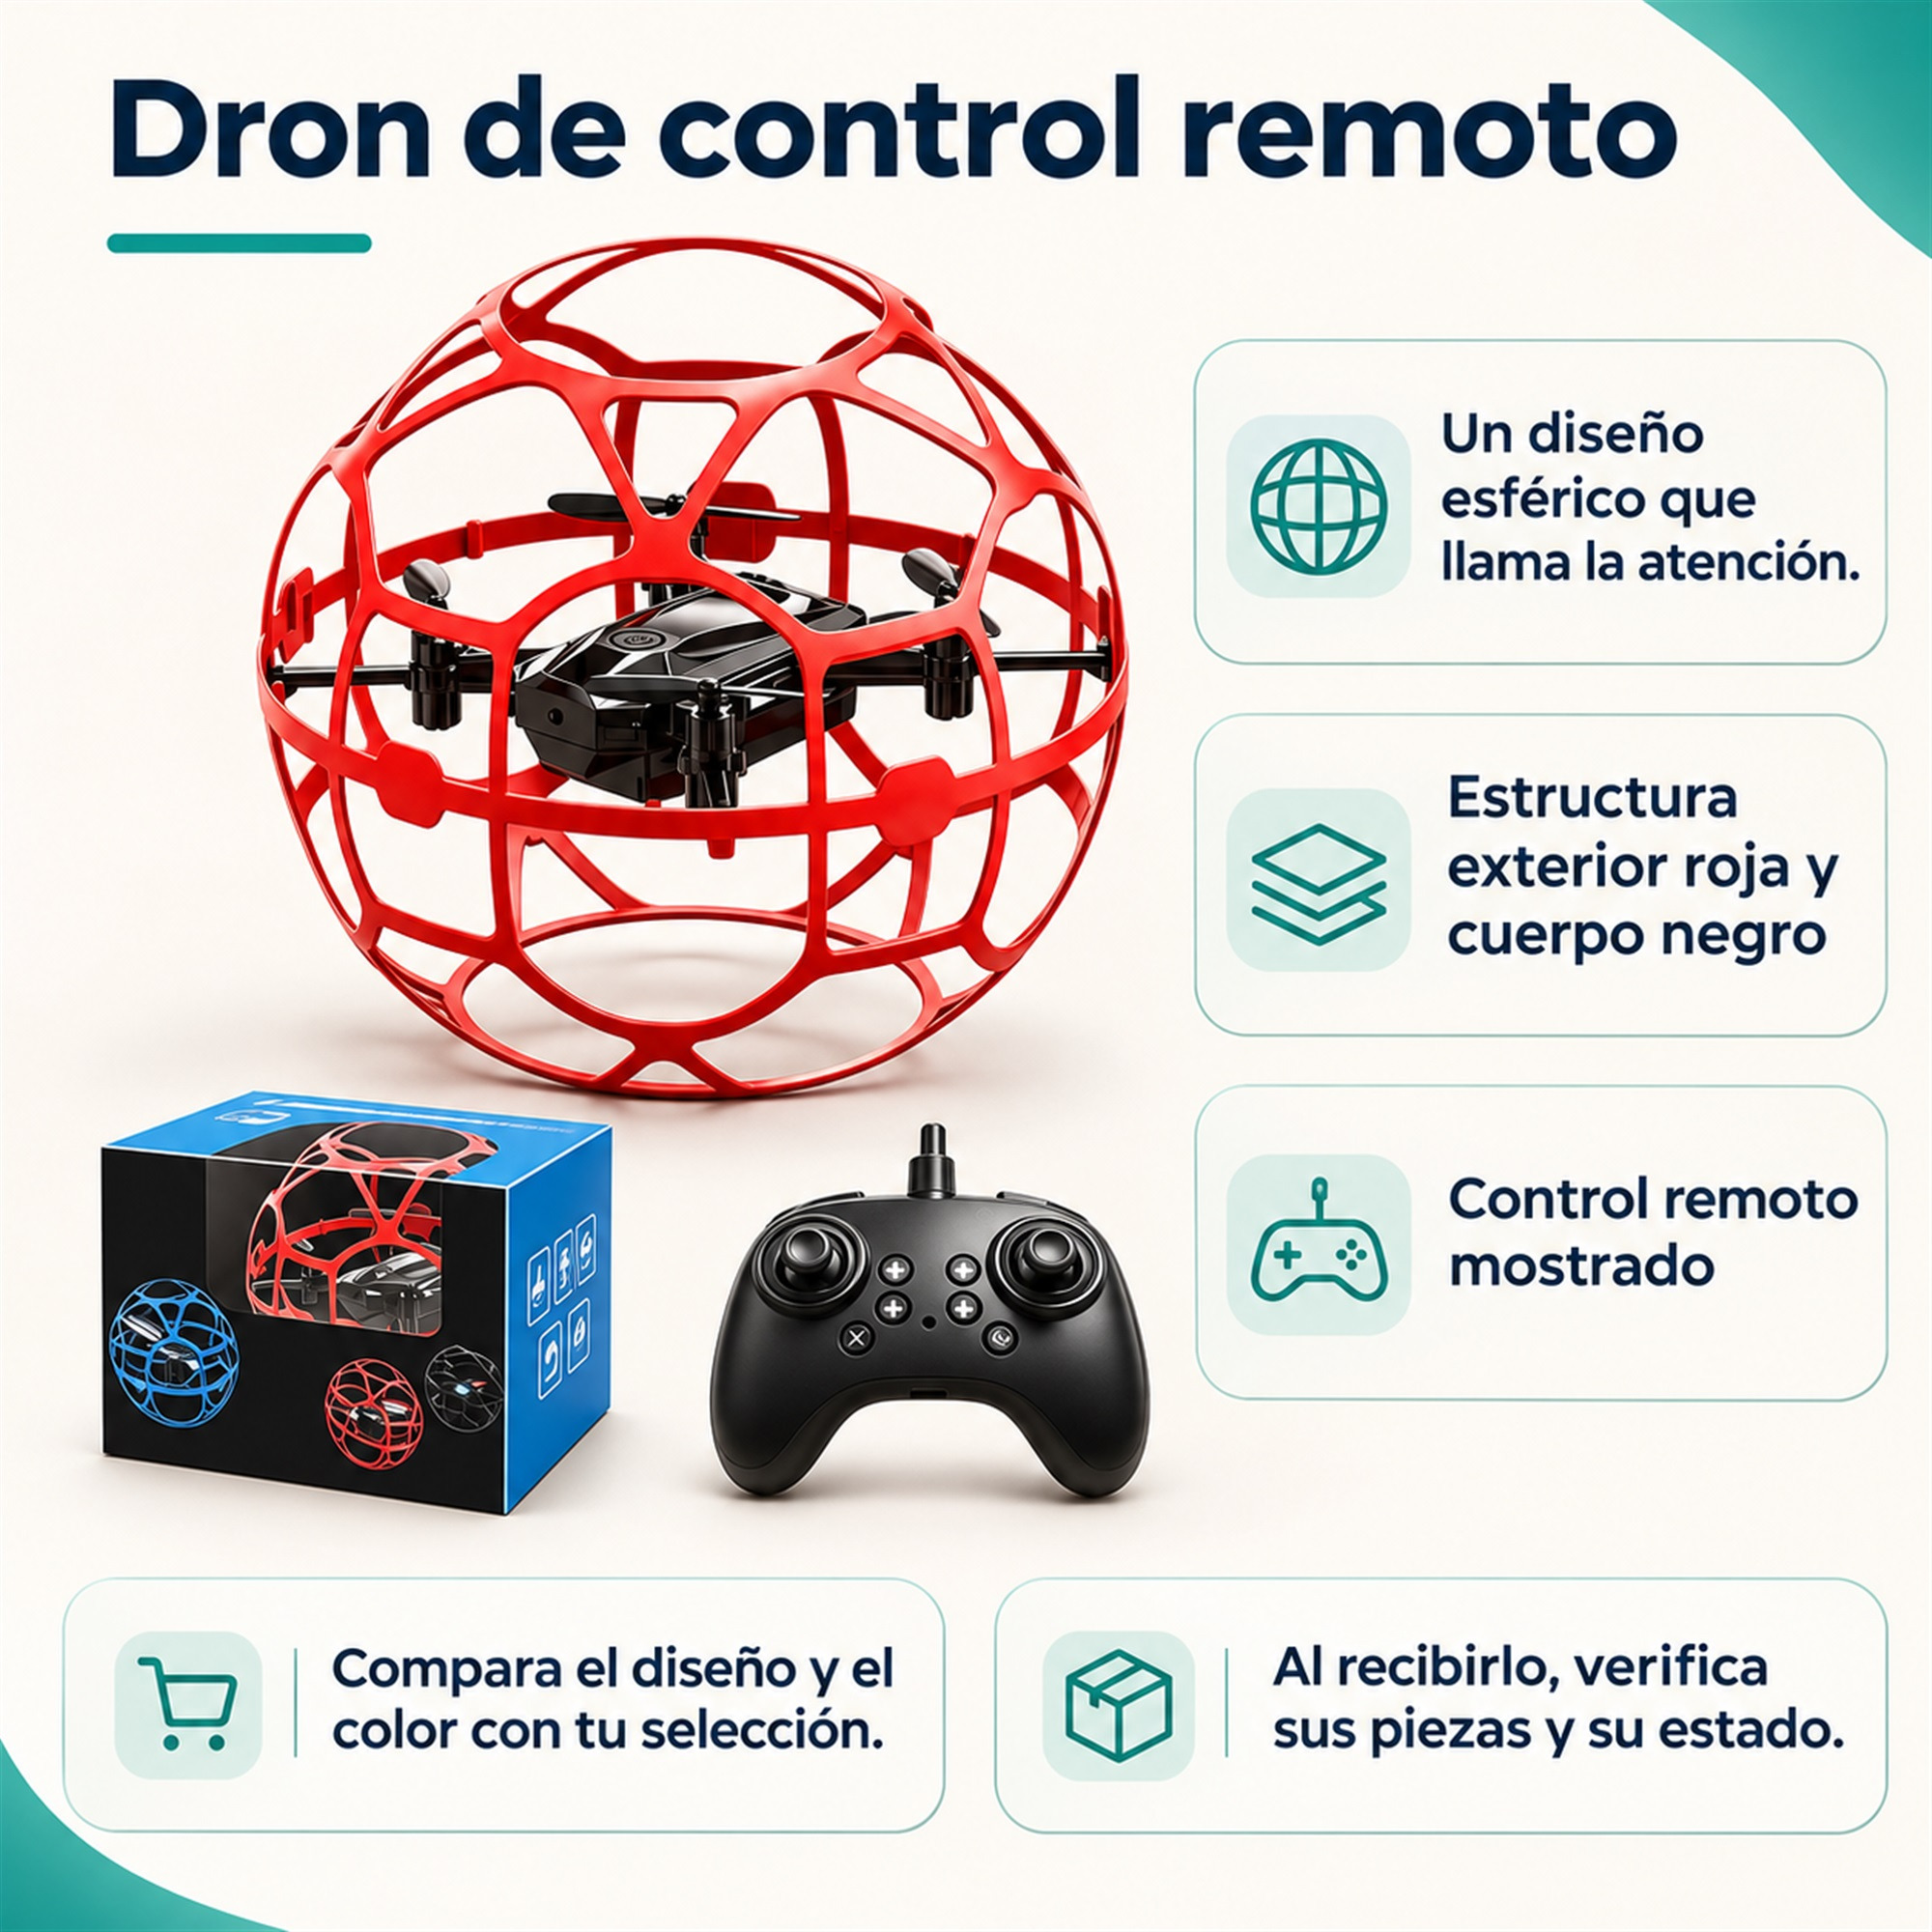 Dron de control remoto
Un diseño
esférico que
llama la atención.
Estructura
exterior roja y
cuerpo negro
Control remoto
mostrado
Compara el diseño y el
color con tu selección.
Al recibirlo, verifica
sus piezas y su estado.